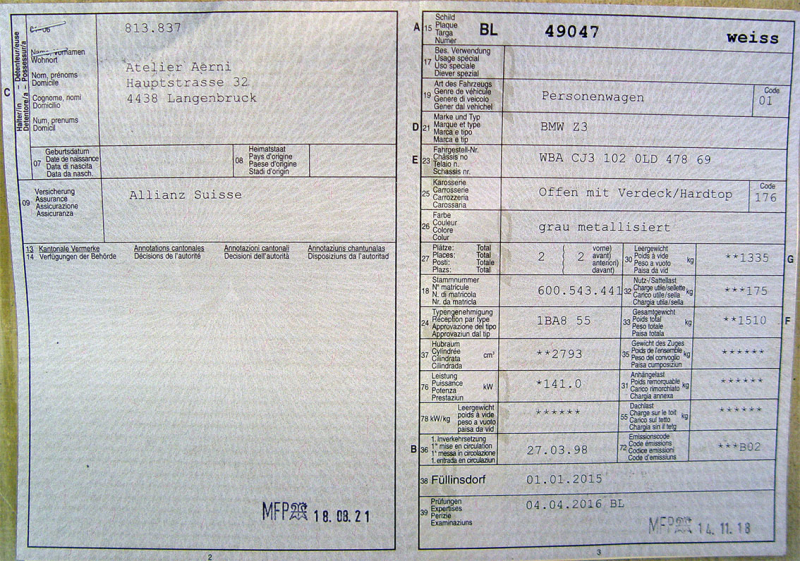 C
Halter/in – Détenteur/euse
Detentore/a – Possessur/a
01-06
813.837
Name, Vornamen
Wohnort
Nom, prénoms
Domicile
Cognome, nomi
Domicilio
Num, prenums
Domicil
Atelier Aerni
Hauptstrasse 32
4438 Langenbruck
07
Geburtsdatum
Date de naissance
Data di nascita
Data da nasch.
08
Heimatstaat
Pays d'origine
Paese d'origine
Stadi d'origin
09
Versicherung
Assurance
Assicurazione
Assicuranza
Allianz Suisse
13 Kantonale Vermerke Annotations cantonales Annotazioni cantonali Annotaziuns chantunalas
14 Verfügungen der Behörde Décisions de l'autorité Decisioni dell'autorità Disposiziuns da l'autoritad
MFP 18.08.21
2
A 15
Schild
Plaque
Targa
Numer
BL 49047 weiss
17
Bes. Verwendung
Usage spécial
Uso speciale
Diever spezial
19
Art des Fahrzeugs
Genre de véhicule
Genere di veicolo
Gener dal vehichel
Personenwagen
Code
01
D 21
Marke und Typ
Marque et type
Marca e tipo
Marca e tip
BMW Z3
E 23
Fahrgestell-Nr.
Châssis no
Telaio n.
Schassis nr.
WBA CJ3 102 0LD 478 69
25
Karosserie
Carrosserie
Carrozzeria
Carossaria
Offen mit Verdeck/Hardtop
Code
176
26
Farbe
Couleur
Colore
Colur
grau metallisiert
27
Plätze: Total
Places: Total
Posti: Totale
Plazs: Total
2 { 2
vorne)
avant)
anteriori)
davant)
30
Leergewicht
Poids à vide
Peso a vuoto
Paisa da vid
kg
**1335
G
18
Stammnummer
N° matricule
N. di matricola
Nr. da matricla
600.543.441
32
Nutz-/Sattellast
Charge utile/sellette
Carico utile/sella
Chargia utila/sella
kg
***175
24
Typengenehmigung
Réception par type
Approvazione del tipo
Approvaziun dal tip
1BA8 55
33
Gesamtgewicht
Poids total
Peso totale
Paisa totala
kg
**1510
F
37
Hubraum
Cylindrée
Cilindrata
Cilindrada
cm³
**2793
35
Gewicht des Zuges
Poids de l'ensemble
Peso del convoglio
Paisa cumposiziun
kg
******
76
Leistung
Puissance
Potenza
Prestaziun
kW
*141.0
31
Anhängelast
Poids remorquable
Carico rimorchiato
Chargia annexa
kg
******
78 kW/kg
Leergewicht
poids à vide
peso a vuoto
paisa da vid
******
55
Dachlast
Charge sur le toit
Carico sul tetto
Chargia sin il tetg
kg
******
B 36
1. Inverkehrsetzung
1re mise en circulation
1a messa in circolazione
1. entrada en circulaziun
27.03.98
72
Emissionscode
Code émissions
Codice emissioni
Code d'emissiuns
***B02
38 Füllinsdorf 01.01.2015
39
Prüfungen
Expertises
Perizie
Examinaziuns
04.04.2016 BL
MFP 14.11.18
3